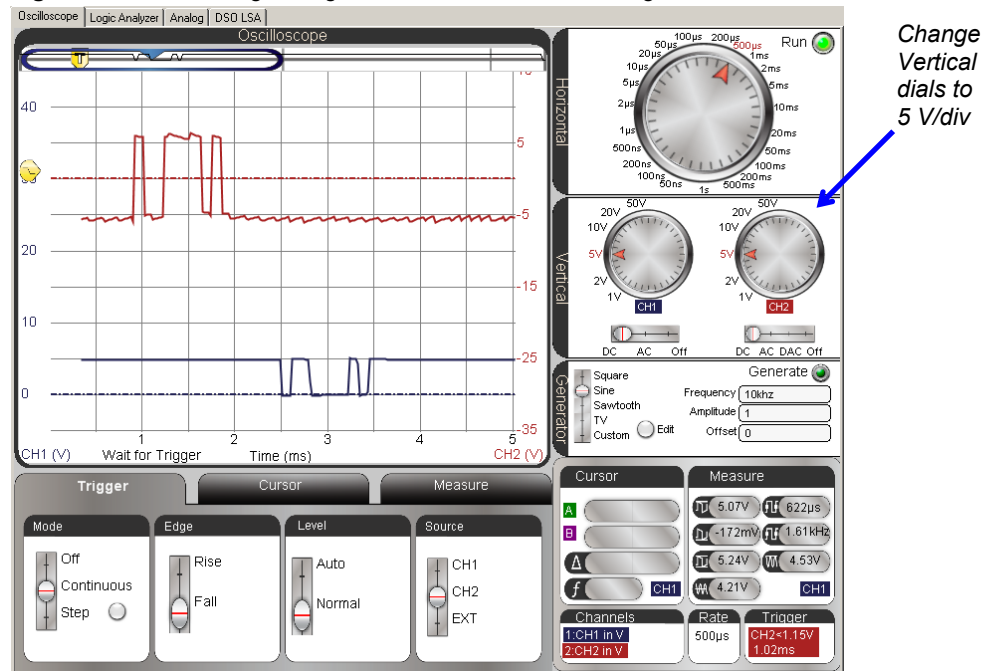 Oscilloscope Logic Analyzer Analog DSO LSA
Oscilloscope
T
40
20
10
0
5
-5
-15
-25
-35
1 2 3 4 5
CH1 (V) Wait for Trigger Time (ms) CH2 (V)
Horizontal
Run
50ns
100ns
200ns
500ns
1µs
2µs
5µs
10µs
20µs
50µs
100µs
200µs
500µs
1ms
2ms
5ms
10ms
20ms
50ms
100ms
200ms
500ms
1s
Change
Vertical
dials to
5 V/div
Vertical
50V
20V
10V
5V
2V
1V
CH1
DC AC Off
50V
20V
10V
5V
2V
1V
CH2
DC AC DAC Off
Generator
Square
Sine
Sawtooth
TV
Custom
Edit
Generate
Frequency 10khz
Amplitude 1
Offset 0
Trigger Cursor Measure
Mode
Off
Continuous
Step
Edge
Rise
Fall
Level
Auto
Normal
Source
CH1
CH2
EXT
Cursor
A
B
Δ
f
CH1
Measure
5.07V 622µs
-172mV 1.61kHz
5.24V 4.53V
4.21V CH1
Channels
1:CH1 in V
2:CH2 in V
Rate
500µs
Trigger
CH2<1.15V
1.02ms